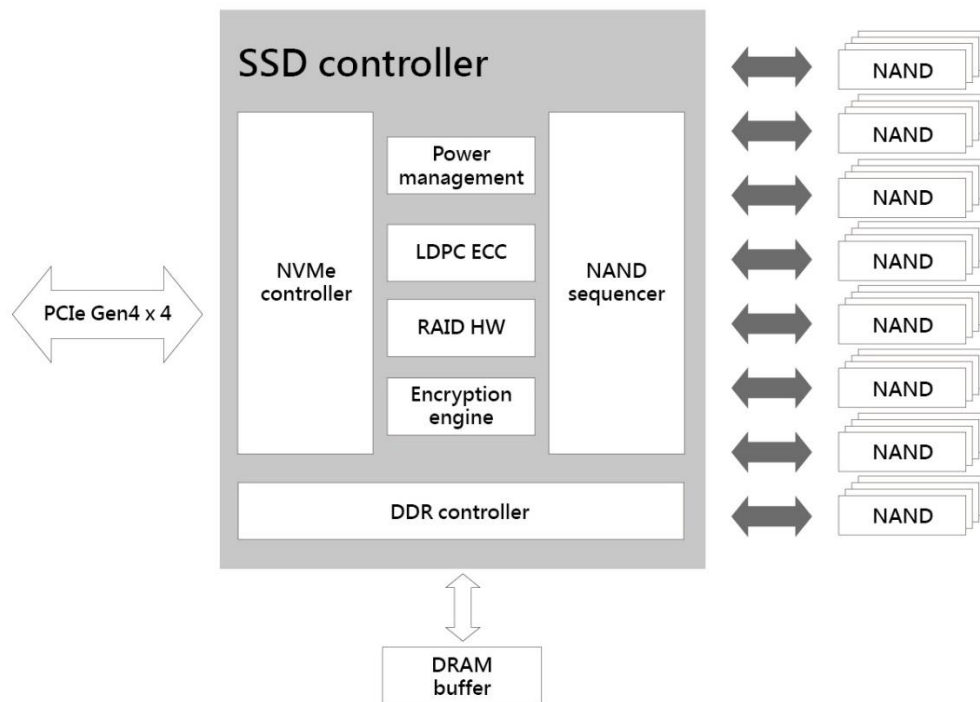 SSD controller
PCIe Gen4 x 4
NVMe
controller
Power
management
LDPC ECC
RAID HW
Encryption
engine
NAND
sequencer
DDR controller
DRAM
buffer
NAND
NAND
NAND
NAND
NAND
NAND
NAND
NAND